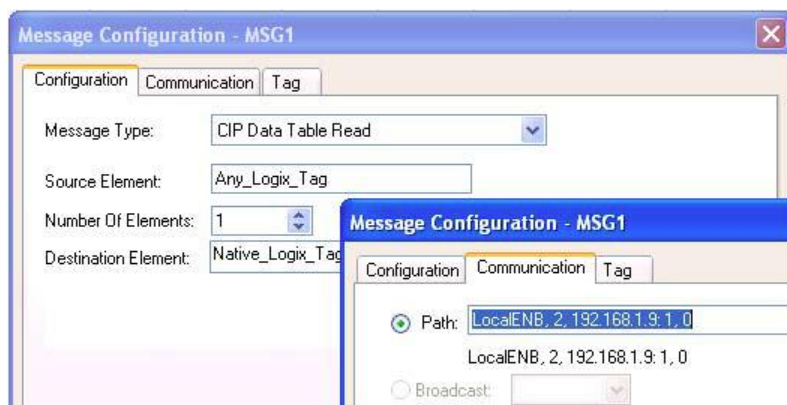 Message Configuration - MSG1
Configuration Communication Tag
Message Type: CIP Data Table Read
Source Element: Any_Logix_Tag
Number Of Elements: 1
Destination Element: Native_Logix_Tag
Message Configuration - MSG1
Configuration Communication Tag
Path: LocalENB, 2, 192.168.1.9: 1, 0
LocalENB, 2, 192.168.1.9: 1, 0
Broadcast: